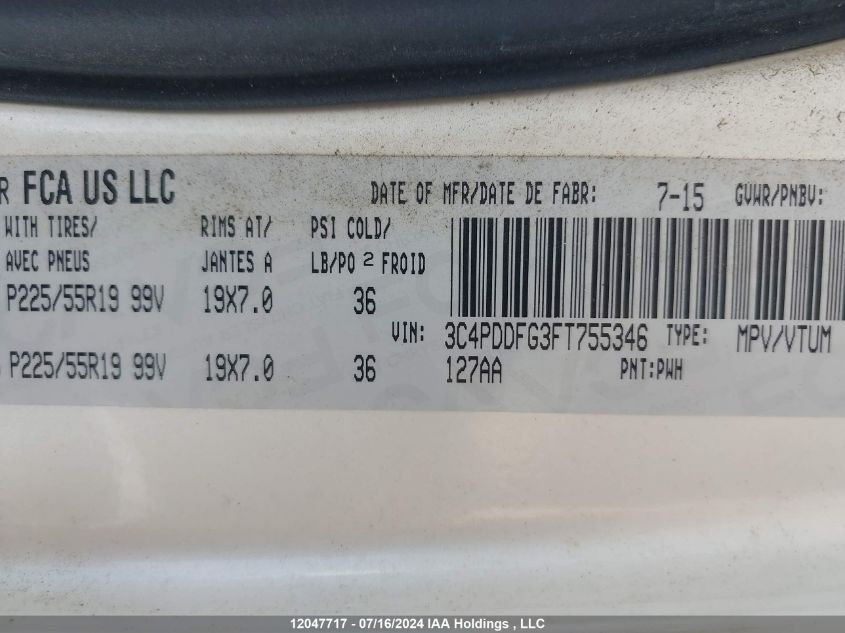 FCA US LLC DATE OF MFR/DATE DE FABR: 7-15 GVWR/PNBV:
WITH TIRES/ RIMS AT/ PSI COLD/
AVEC PNEUS JANTES A LB/PO 2 FROID
P225/55R19 99V 19X7.0 36
VIN: 3C4PDDFG3FT755346 TYPE: MPV/VTUM
P225/55R19 99V 19X7.0 36 127AA PNT:PWH
12047717 - 07/16/2024 IAA Holdings , LLC